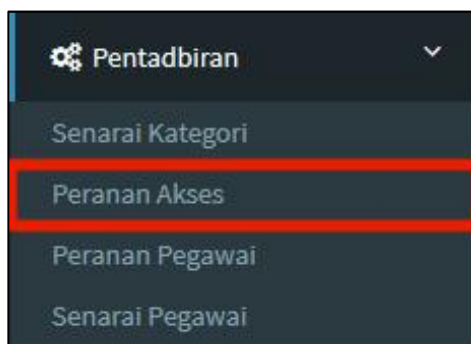 Pentadbiran
Senarai Kategori
Peranan Akses
Peranan Pegawai
Senarai Pegawai